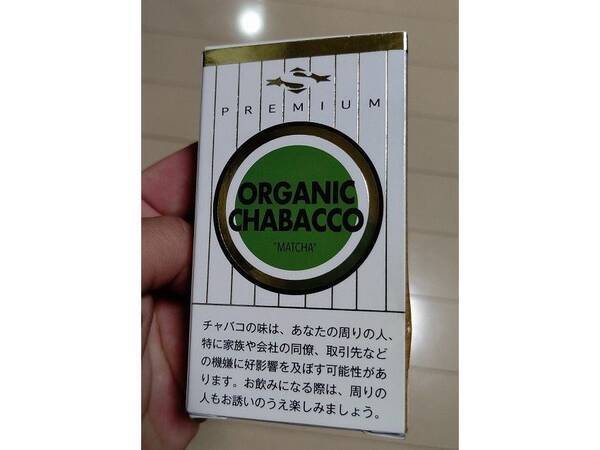 S
PREMIUM
ORGANIC
CHABACCO
"MATCHA"
チャバコの味は、あなたの周りの人、
特に家族や会社の同僚、取引先など
の機嫌に好影響を及ぼす可能性があ
ります。お飲みになる際は、周りの
人もお誘いのうえ楽しみましょう。